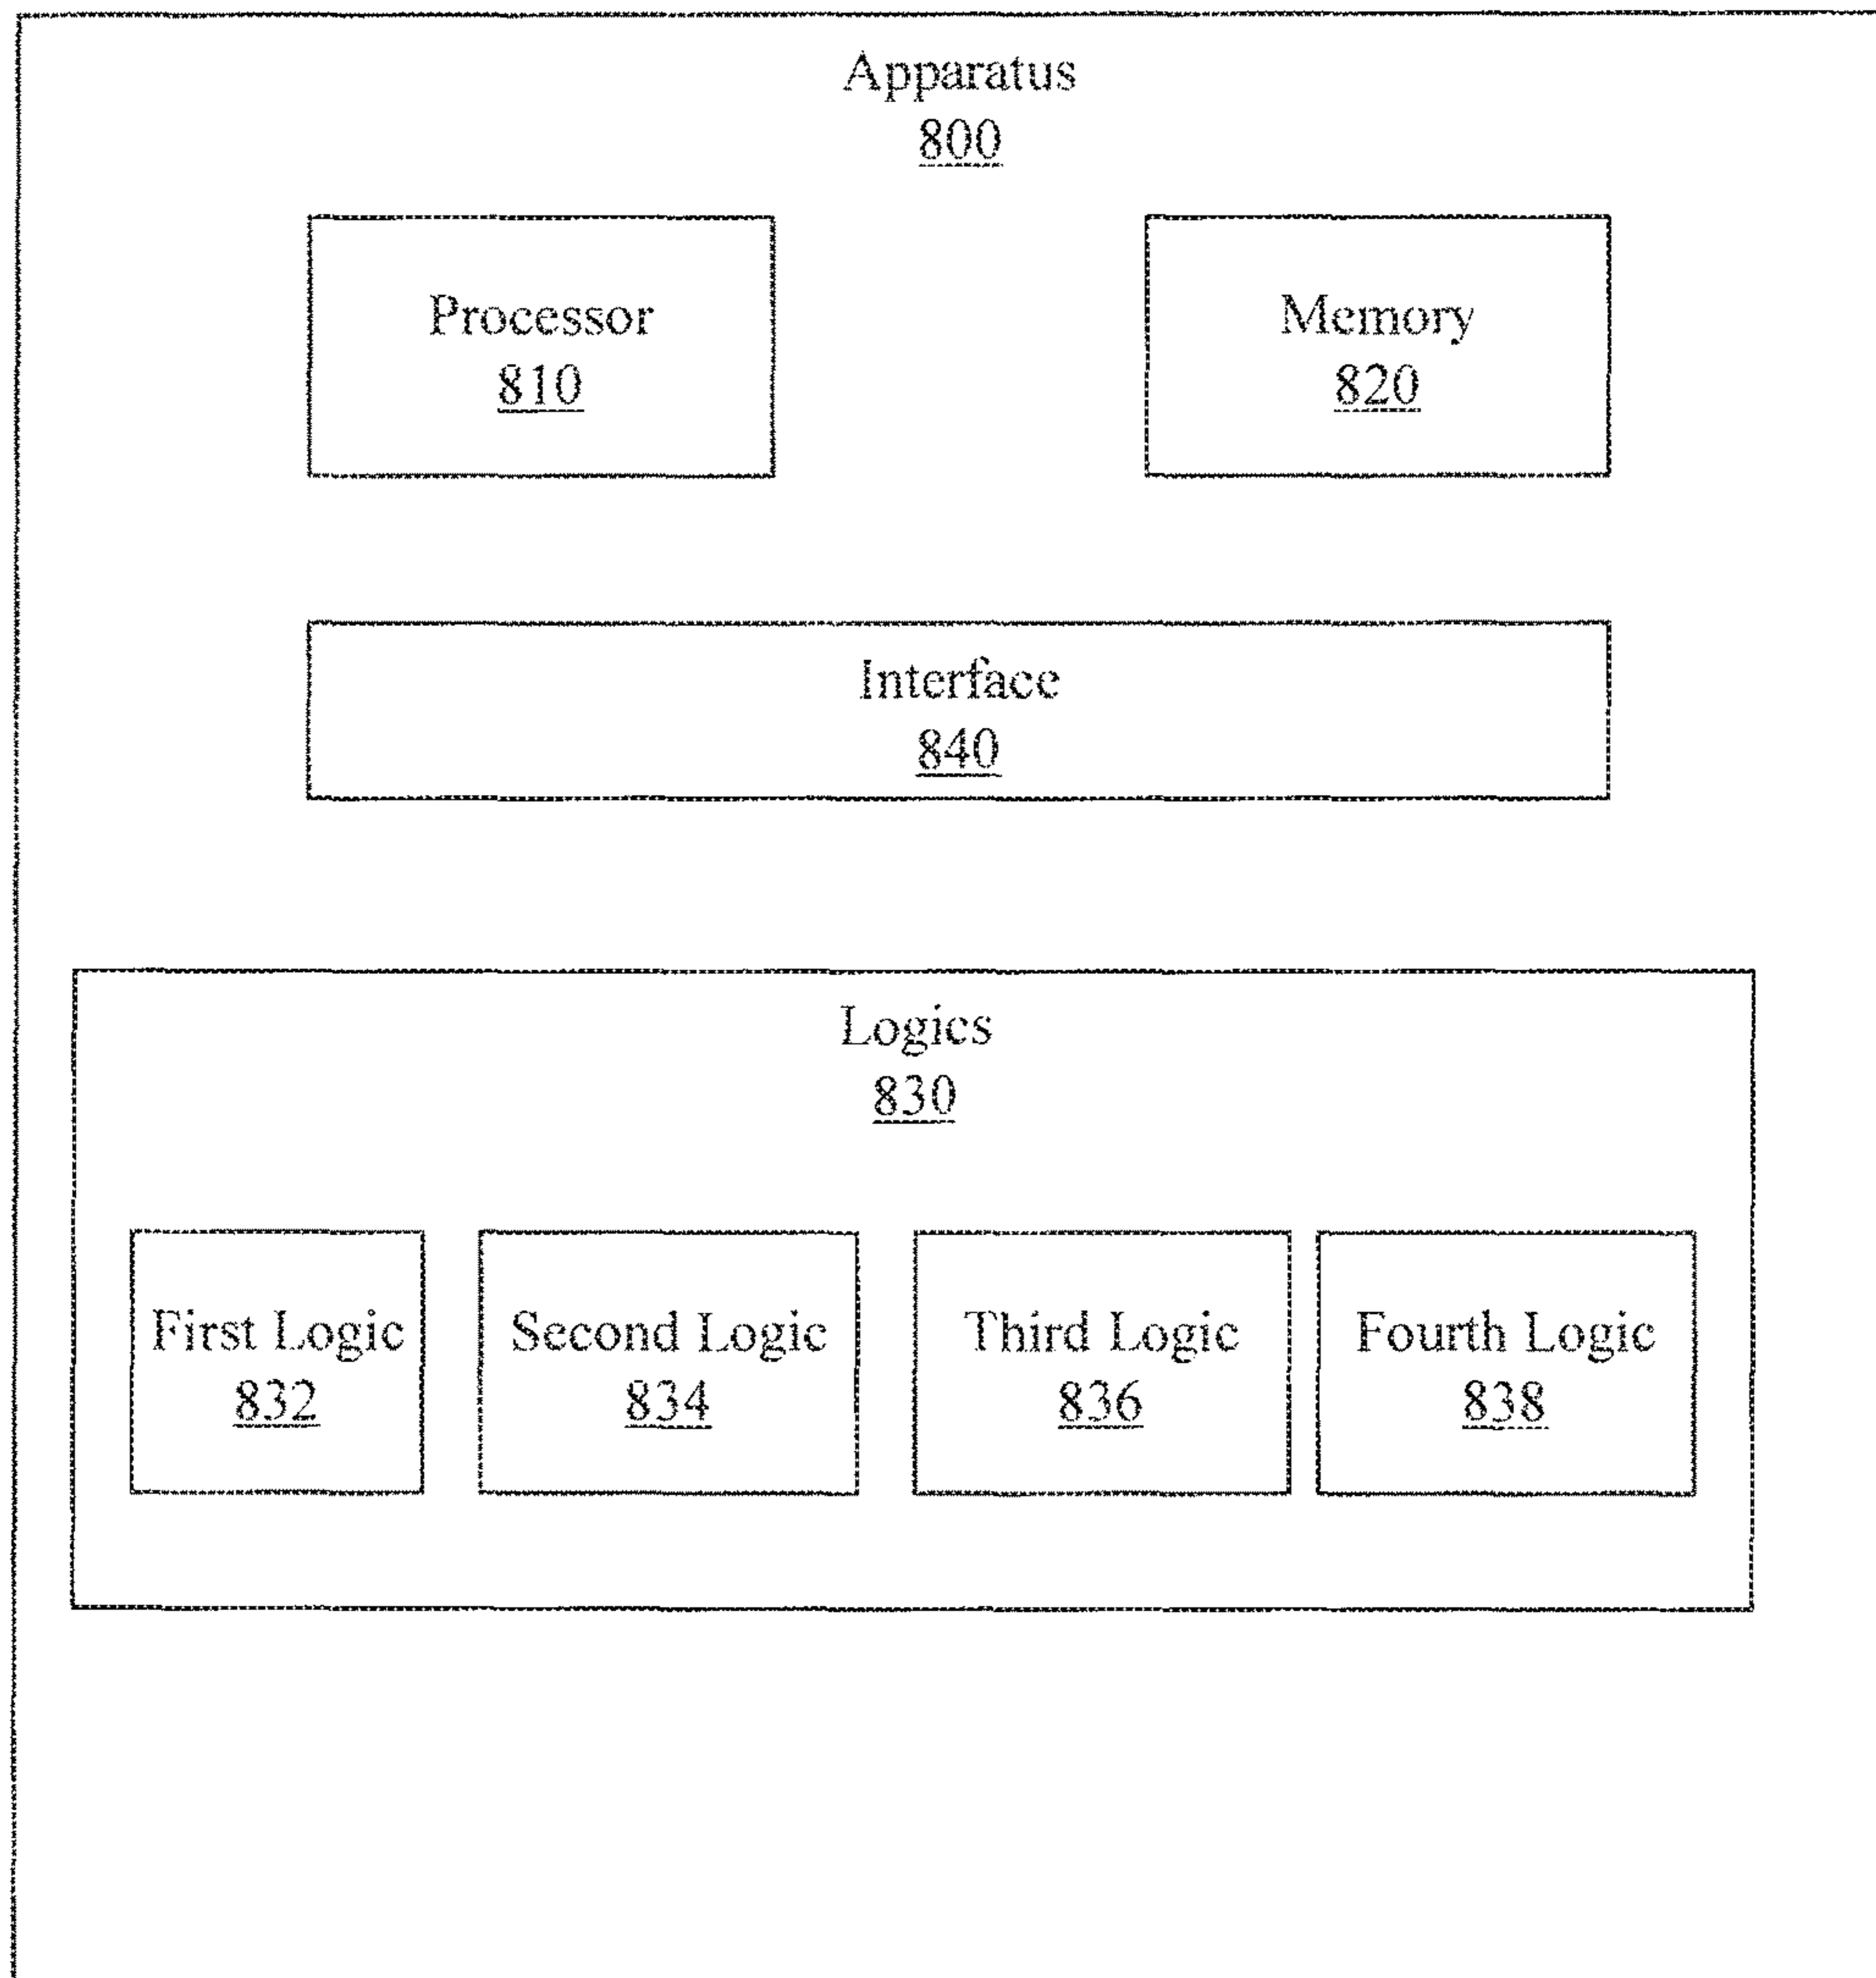 Apparatus
800
Processor
810
Memory
820
Interface
840
Logics
830
First Logic
832
Second Logic
834
Third Logic
836
Fourth Logic
838